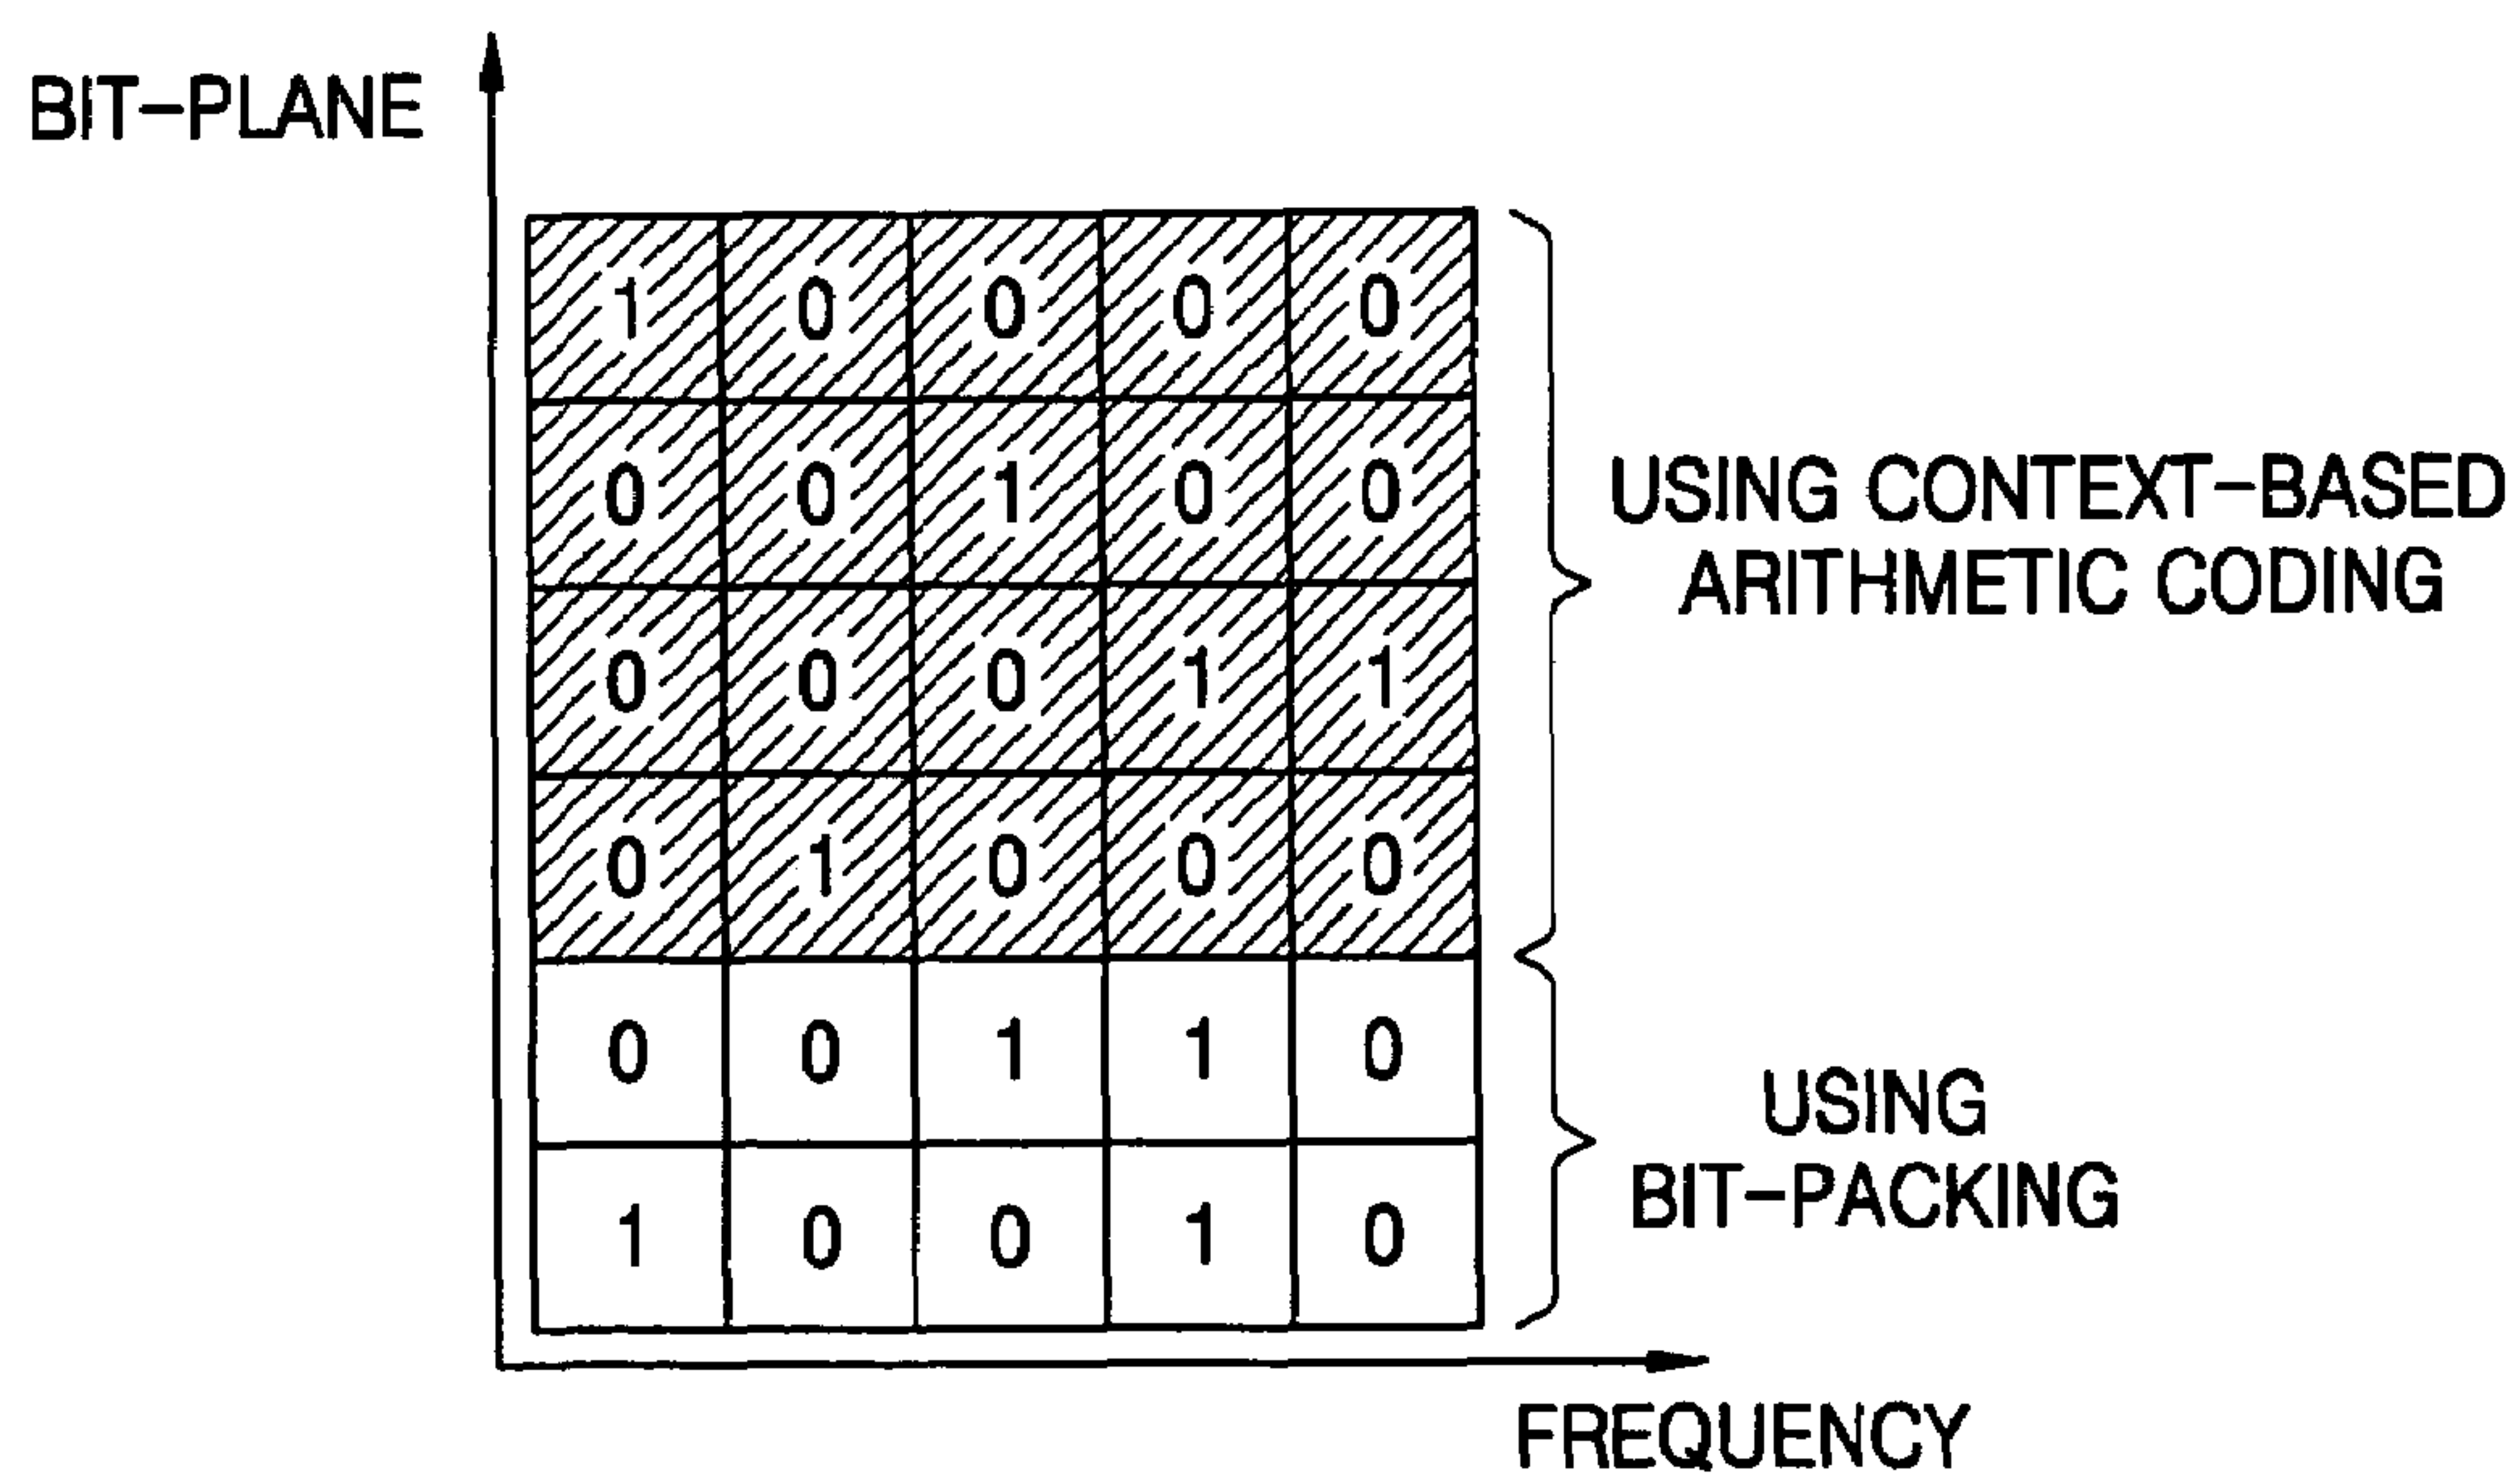 BIT-PLANE
1 0 0 0 0
0 0 1 0 0
0 0 0 1 1
0 1 0 0 0
0 0 1 1 0
1 0 0 1 0
USING CONTEXT-BASED
ARITHMETIC CODING
USING
BIT-PACKING
FREQUENCY